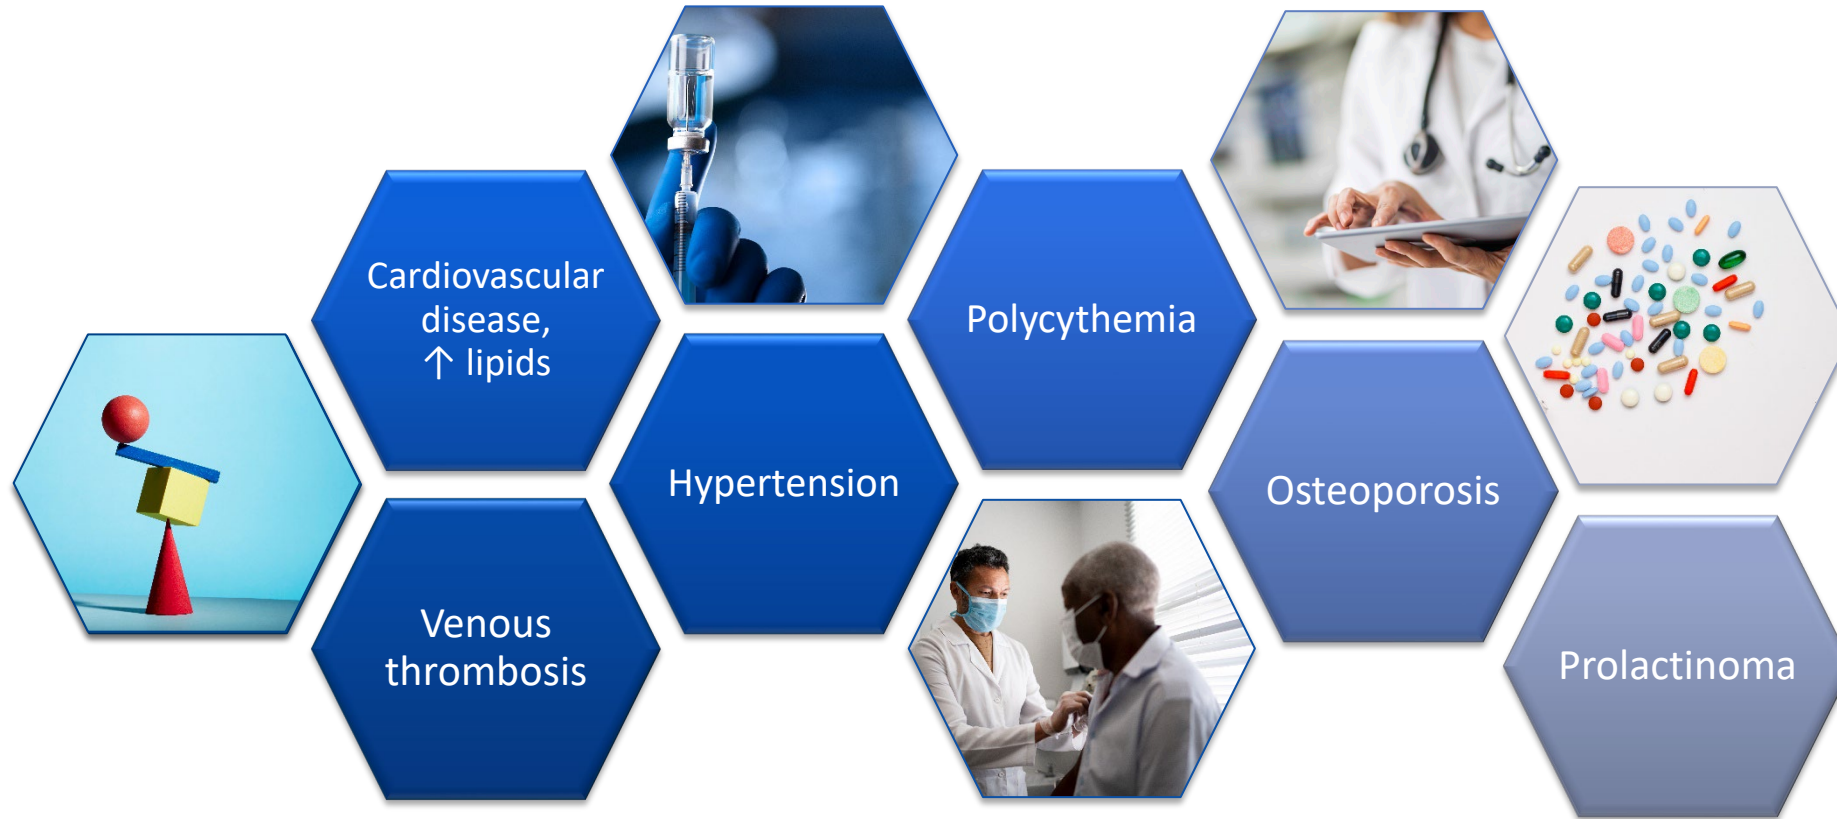 Cardiovascular
disease,
↑ lipids
Venous
thrombosis
Hypertension
Polycythemia
Osteoporosis
Prolactinoma